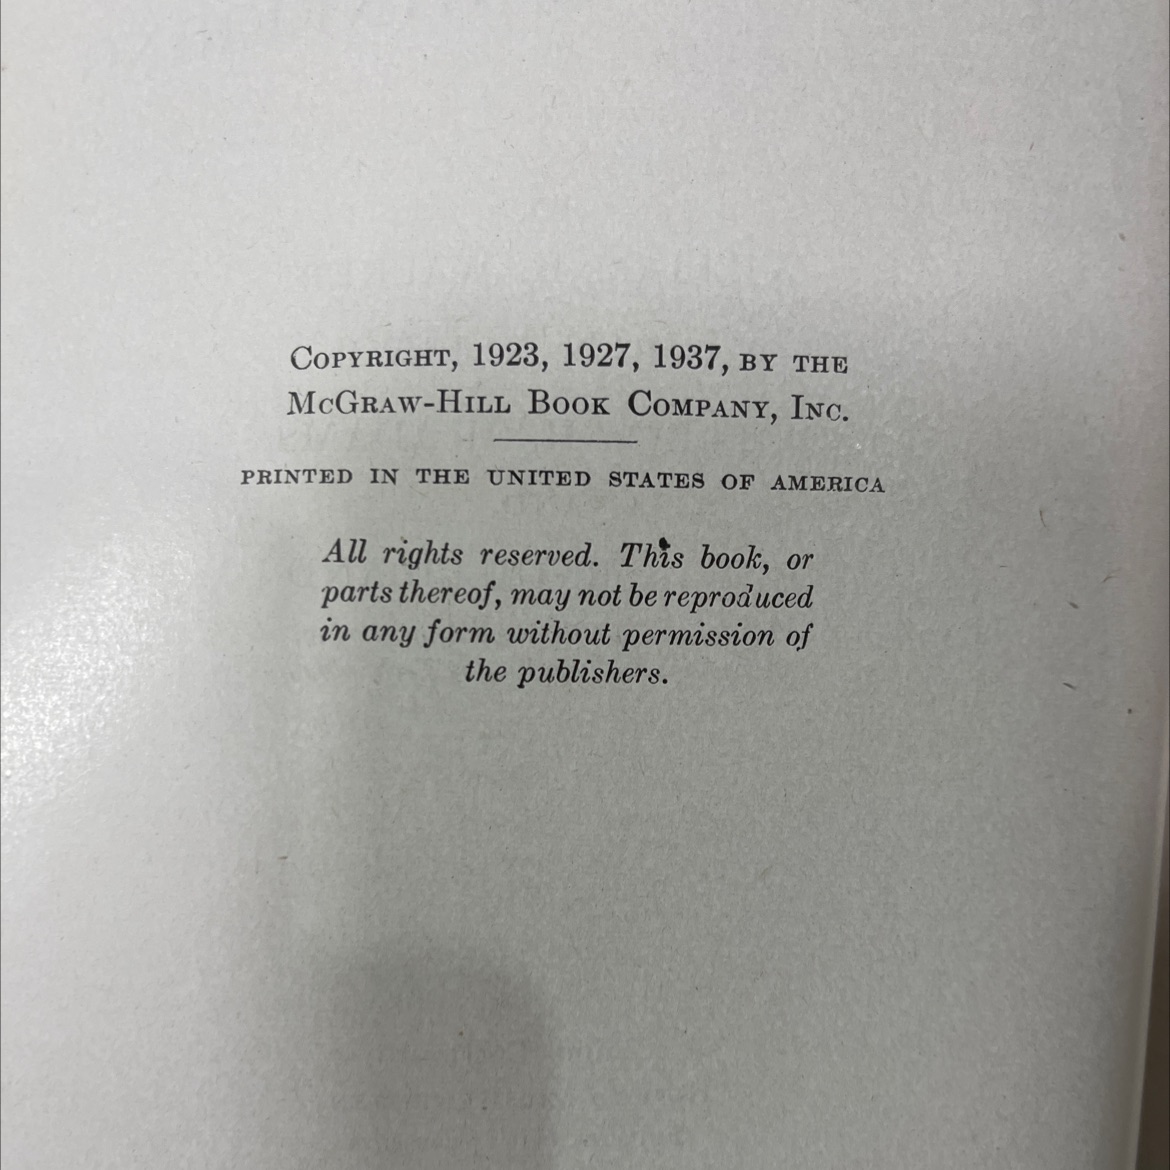 Copyright, 1923, 1927, 1937, by the
McGraw-Hill Book Company, Inc.
PRINTED IN THE UNITED STATES OF AMERICA
All rights reserved. This book, or
parts thereof, may not be reproduced
in any form without permission of
the publishers.